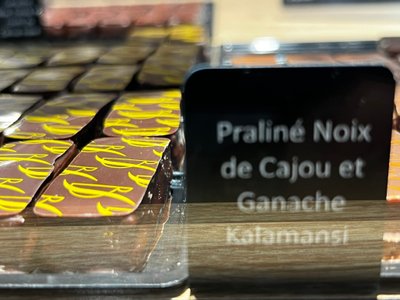 Praliné Noix
de Cajou et
Ganache
Kalamansi